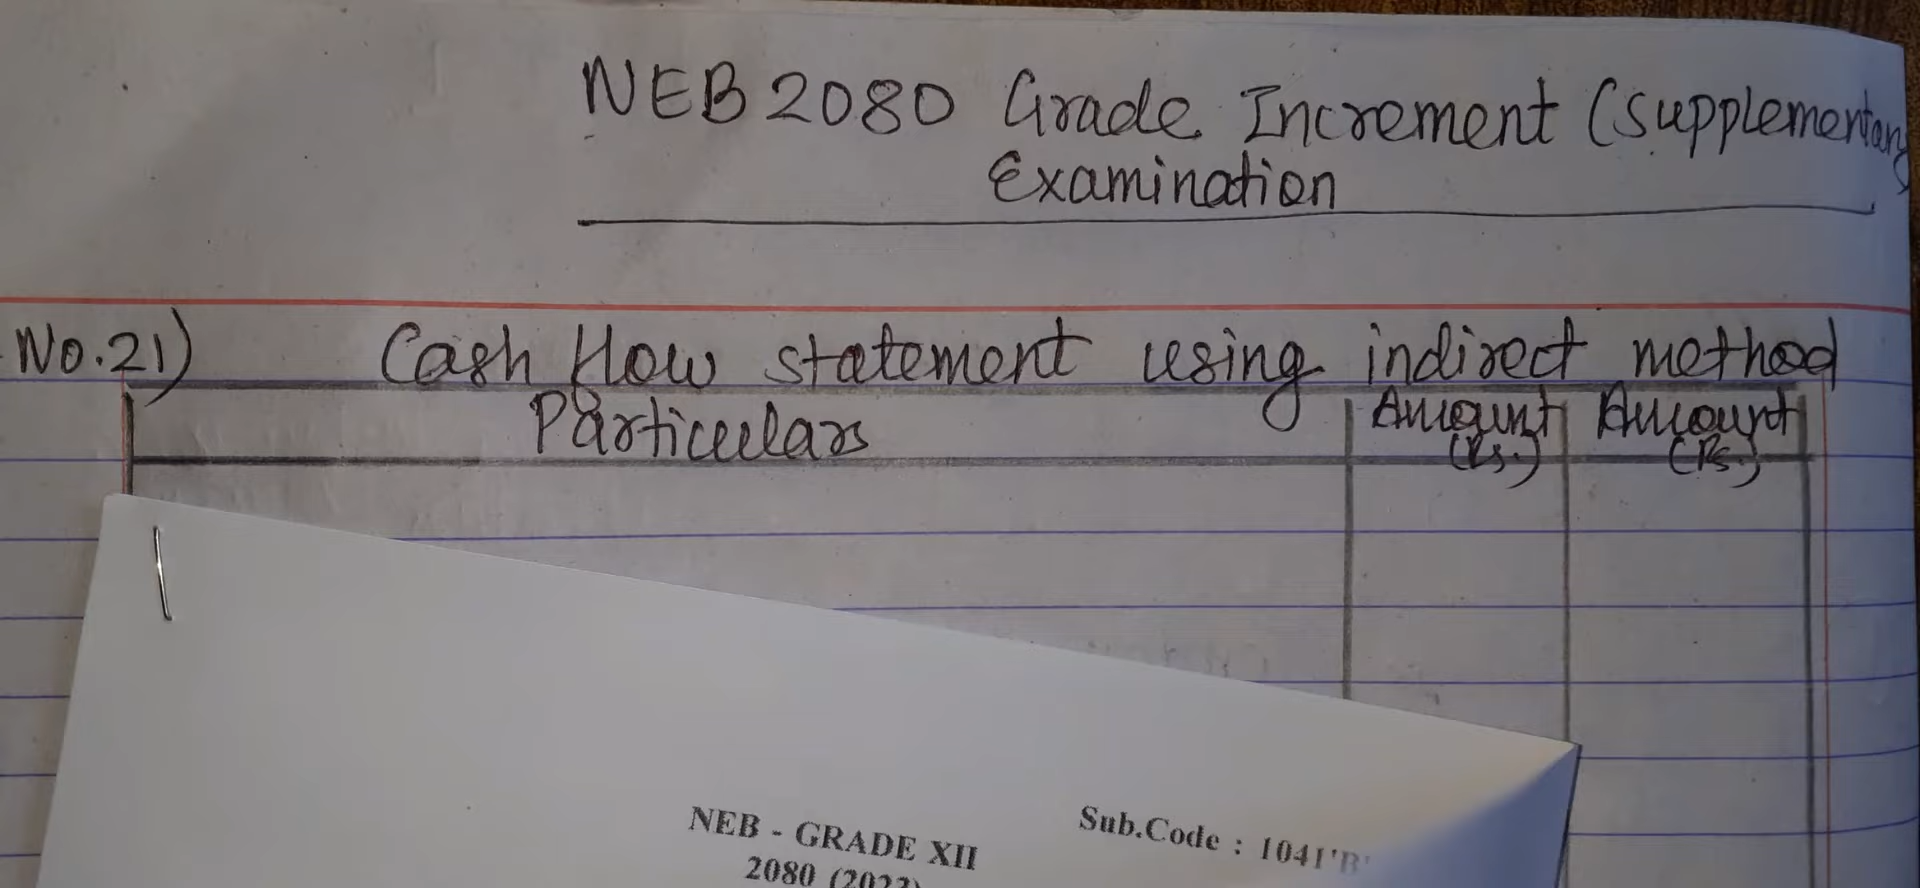 NEB 2080 Grade Increment (Supplementary
Examination
No.21) Cash Flow statement using indirect method
Particulars Amount (Rs.) Amount (Rs.)
NEB - GRADE XII Sub.Code : 1041'B'
2080 (2023)